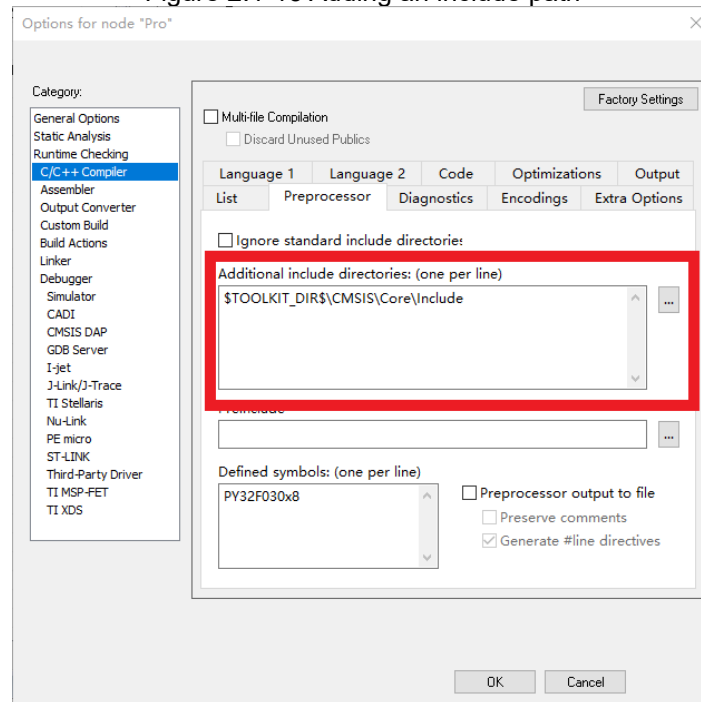 Options for node "Pro"
Category:
General Options
Static Analysis
Runtime Checking
C/C++ Compiler
Assembler
Output Converter
Custom Build
Build Actions
Linker
Debugger
Simulator
CADI
CMSIS DAP
GDB Server
I-jet
J-Link/J-Trace
TI Stellaris
Nu-Link
PE micro
ST-LINK
Third-Party Driver
TI MSP-FET
TI XDS
Factory Settings
Multi-file Compilation
Discard Unused Publics
Language 1 Language 2 Code Optimizations Output
List Preprocessor Diagnostics Encodings Extra Options
Ignore standard include directories
Additional include directories: (one per line)
$TOOLKIT_DIR$\CMSIS\Core\Include
...
...
Defined symbols: (one per line)
PY32F030x8
Preprocessor output to file
Preserve comments
Generate #line directives
OK Cancel